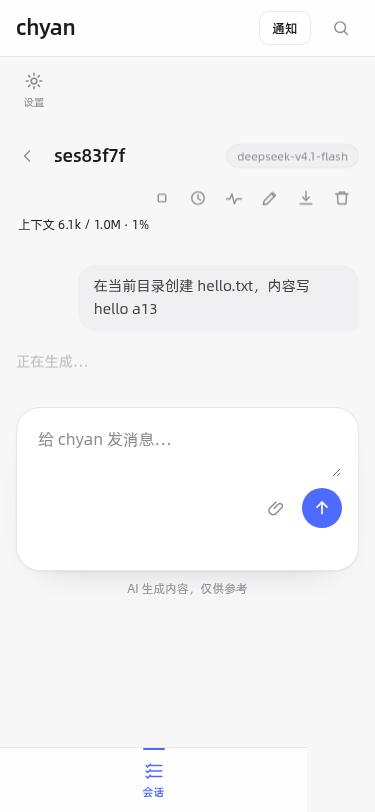 chyan
通知
设置
ses83f7f
deepseek-v4.1-flash
上下文 6.1k / 1.0M · 1%
在当前目录创建 hello.txt，内容写
hello a13
正在生成…
给 chyan 发消息…
AI 生成内容，仅供参考
会话